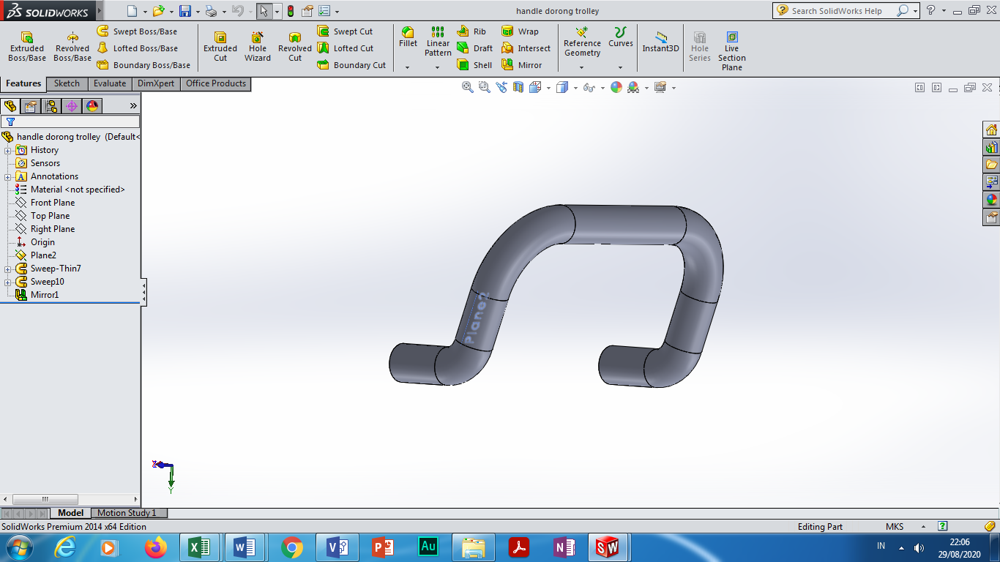 SOLIDWORKS
handle dorong trolley
Search SolidWorks Help
Extruded Boss/Base
Revolved Boss/Base
Swept Boss/Base
Lofted Boss/Base
Boundary Boss/Base
Extruded Cut
Hole Wizard
Revolved Cut
Swept Cut
Lofted Cut
Boundary Cut
Fillet
Linear Pattern
Rib
Draft
Shell
Wrap
Intersect
Mirror
Reference Geometry
Curves
Instant3D
Hole Series
Live Section Plane
Features
Sketch
Evaluate
DimXpert
Office Products
handle dorong trolley (Default<
History
Sensors
Annotations
Material <not specified>
Front Plane
Top Plane
Right Plane
Origin
Plane2
Sweep-Thin7
Sweep10
Mirror1
Plane2
Z
Y
Model
Motion Study 1
SolidWorks Premium 2014 x64 Edition
Editing Part
MKS
Au
SW
IN
22:06
29/08/2020